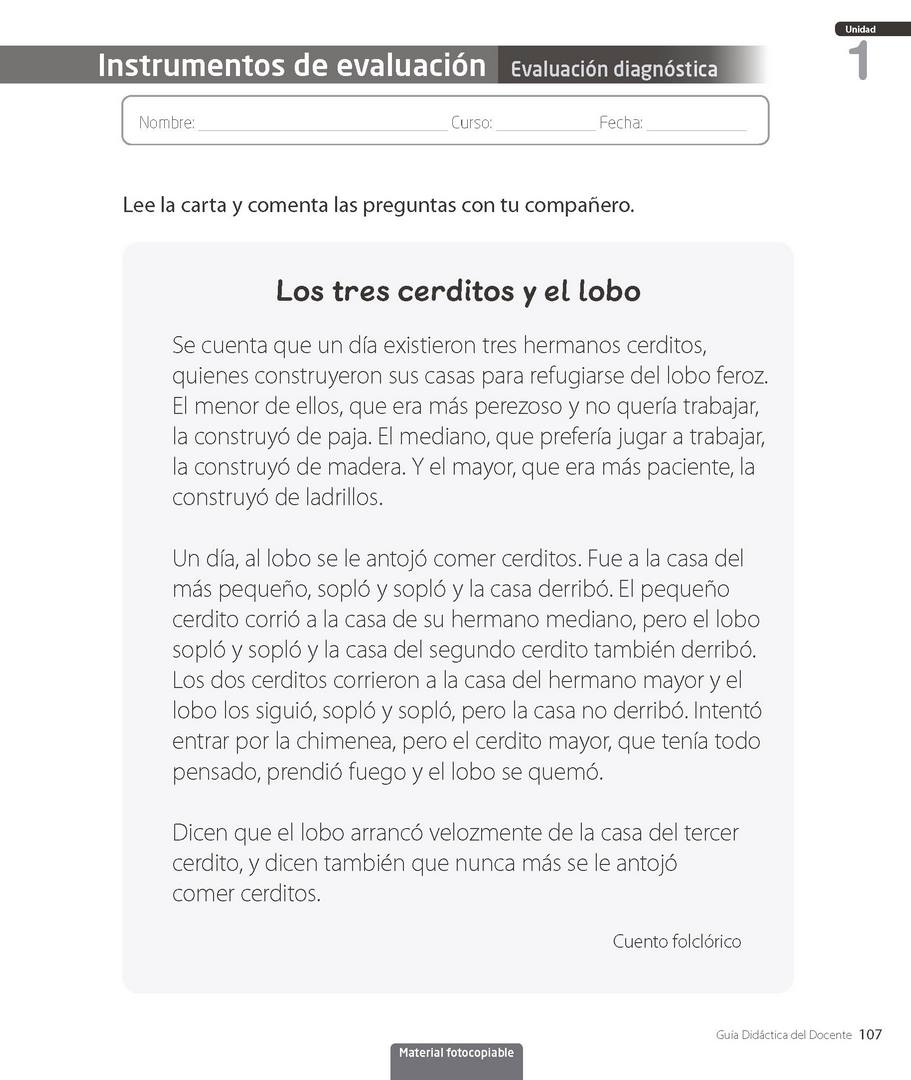 Unidad
1
Instrumentos de evaluación Evaluación diagnóstica
Nombre: Curso: Fecha:
Lee la carta y comenta las preguntas con tu compañero.
Los tres cerditos y el lobo
Se cuenta que un día existieron tres hermanos cerditos,
quienes construyeron sus casas para refugiarse del lobo feroz.
El menor de ellos, que era más perezoso y no quería trabajar,
la construyó de paja. El mediano, que prefería jugar a trabajar,
la construyó de madera. Y el mayor, que era más paciente, la
construyó de ladrillos.
Un día, al lobo se le antojó comer cerditos. Fue a la casa del
más pequeño, sopló y sopló y la casa derribó. El pequeño
cerdito corrió a la casa de su hermano mediano, pero el lobo
sopló y sopló y la casa del segundo cerdito también derribó.
Los dos cerditos corrieron a la casa del hermano mayor y el
lobo los siguió, sopló y sopló, pero la casa no derribó. Intentó
entrar por la chimenea, pero el cerdito mayor, que tenía todo
pensado, prendió fuego y el lobo se quemó.
Dicen que el lobo arrancó velozmente de la casa del tercer
cerdito, y dicen también que nunca más se le antojó
comer cerditos.
Cuento folclórico
Guía Didáctica del Docente 107
Material fotocopiable